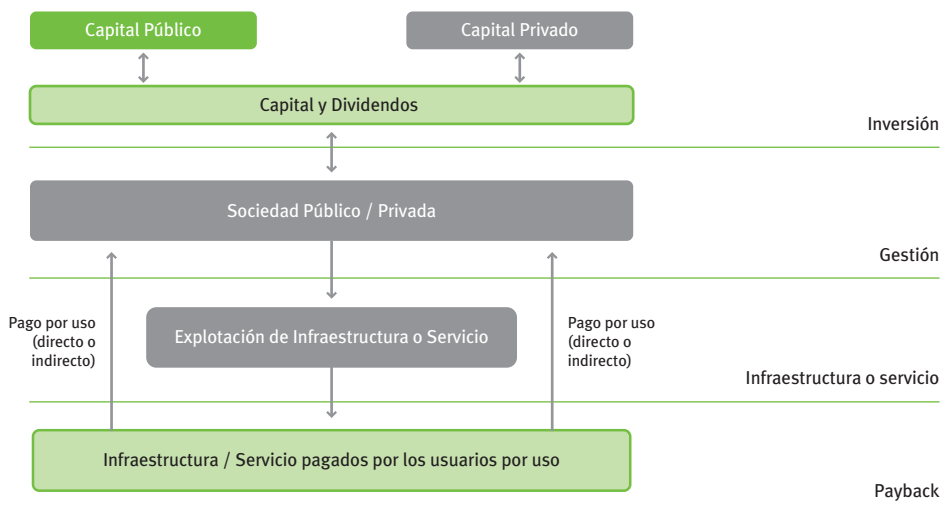 Capital Público
Capital Privado
Capital y Dividendos
Inversión
Sociedad Público / Privada
Gestión
Pago por uso
(directo o
indirecto)
Explotación de Infraestructura o Servicio
Pago por uso
(directo o
indirecto)
Infraestructura o servicio
Infraestructura / Servicio pagados por los usuarios por uso
Payback